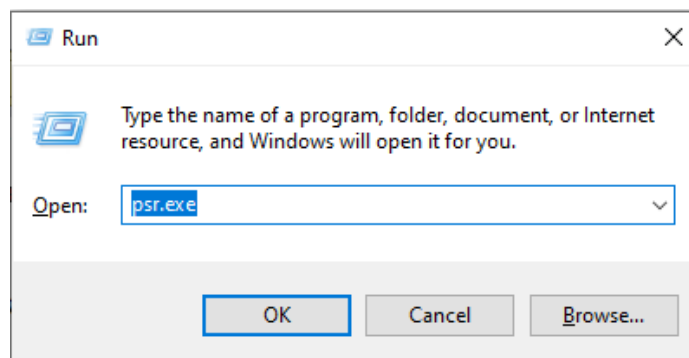 Run
Type the name of a program, folder, document, or Internet
resource, and Windows will open it for you.
Open: psr.exe
OK Cancel Browse...